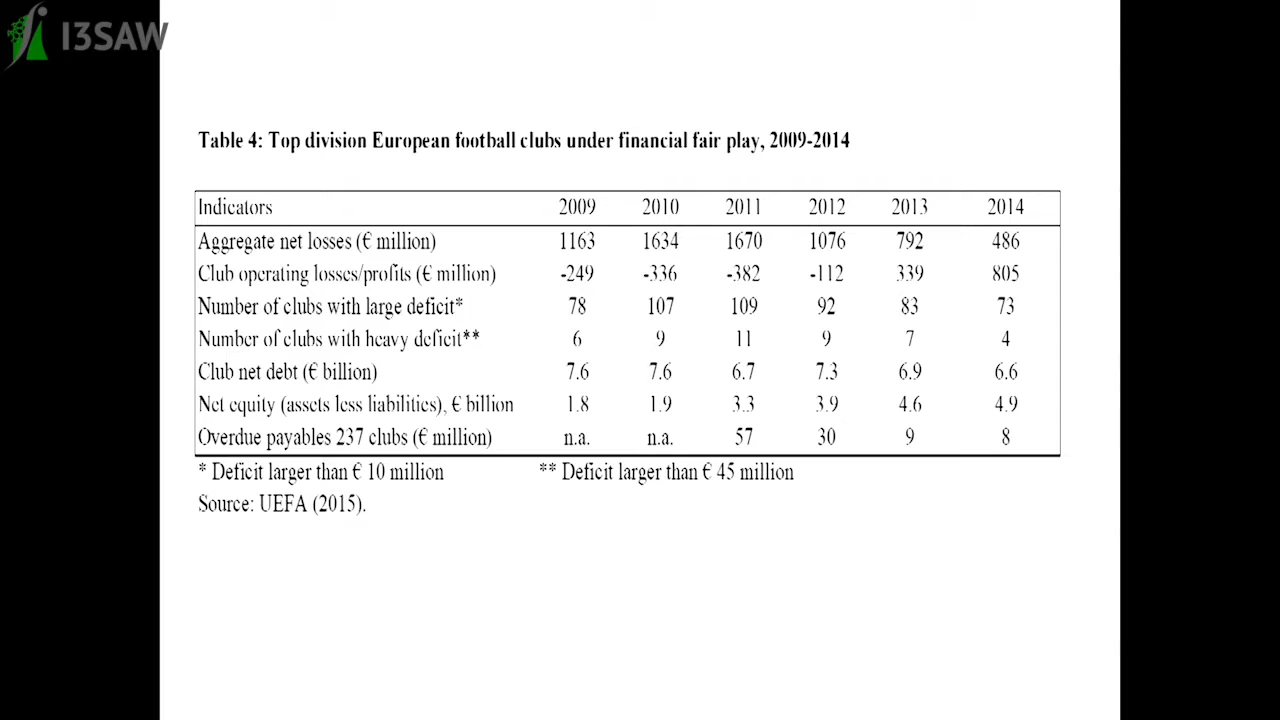 I3SAW
Table 4: Top division European football clubs under financial fair play, 2009-2014
Indicators 2009 2010 2011 2012 2013 2014
Aggregate net losses (€ million) 1163 1634 1670 1076 792 486
Club operating losses/profits (€ million) -249 -336 -382 -112 339 805
Number of clubs with large deficit* 78 107 109 92 83 73
Number of clubs with heavy deficit** 6 9 11 9 7 4
Club net debt (€ billion) 7.6 7.6 6.7 7.3 6.9 6.6
Net equity (assets less liabilities), € billion 1.8 1.9 3.3 3.9 4.6 4.9
Overdue payables 237 clubs (€ million) n.a. n.a. 57 30 9 8
* Deficit larger than € 10 million ** Deficit larger than € 45 million
Source: UEFA (2015).